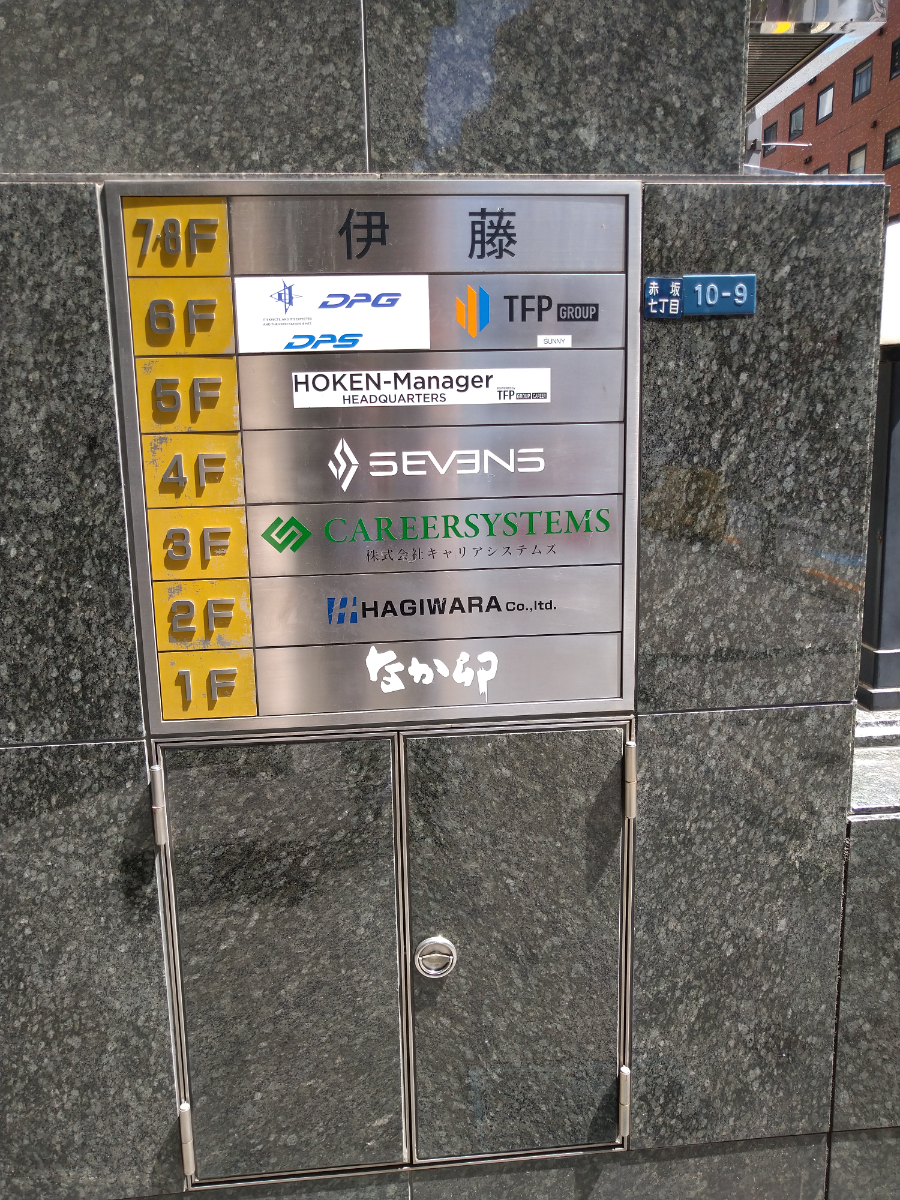 7·8F
伊 藤
赤坂
七丁目
10-9
6F
DPG
DPS
TFP GROUP
SUNNY
5F
HOKEN-Manager
HEADQUARTERS
TFP GROUP
4F
SEVENS
3F
CAREERSYSTEMS
株式会社キャリアシステムズ
2F
HAGIWARA Co.,ltd.
1F
なか卯